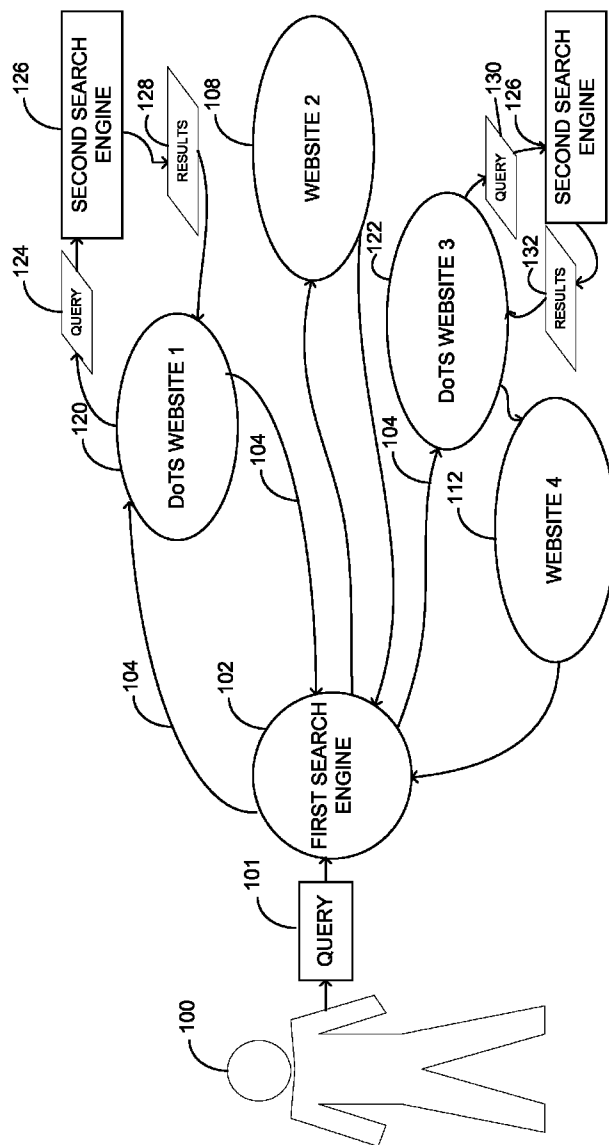 126
SECOND SEARCH
ENGINE
124
QUERY
120
128
RESULTS
DoTS WEBSITE 1
104
104
108
WEBSITE 2
102
FIRST SEARCH
ENGINE
100
101
QUERY
122
DoTS WEBSITE 3
104
130
QUERY
126
SECOND SEARCH
ENGINE
132
RESULTS
112
WEBSITE 4